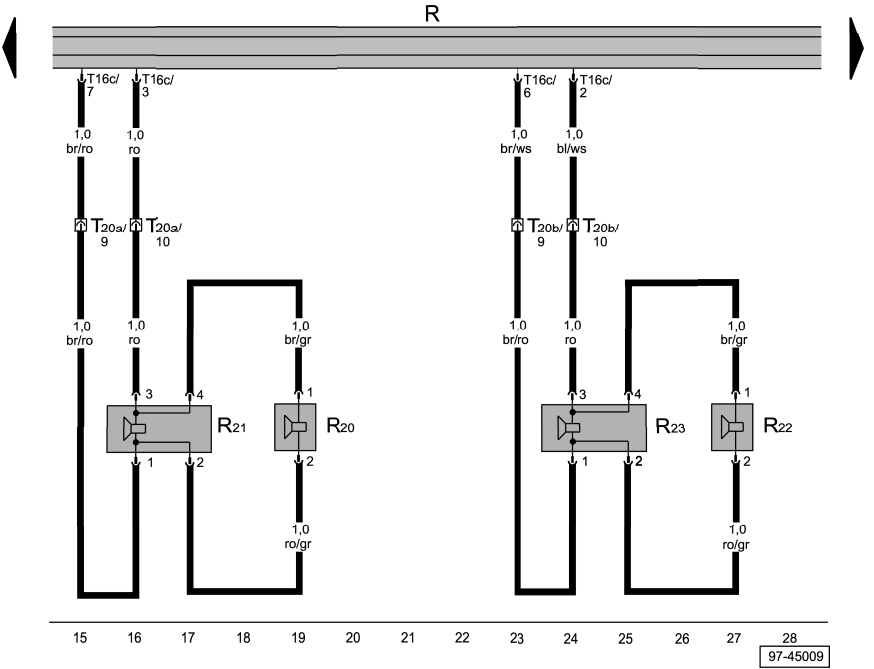 R
T16c/ T16c/ T16c/ T16c/
7 3 6 2
1,0 1,0 1,0 1,0
br/ro ro br/ws bl/ws
T20a/ T20a/ T20b/ T20b/
9 10 9 10
1,0 1,0 1,0 1,0 1,0 1,0
br/ro ro br/gr br/ro ro br/gr
3 4 1 3 4 1
R21 R20 R23 R22
1 2 2 1 2 2
1,0 1,0
ro/gr ro/gr
15 16 17 18 19 20 21 22 23 24 25 26 27 28
97-45009